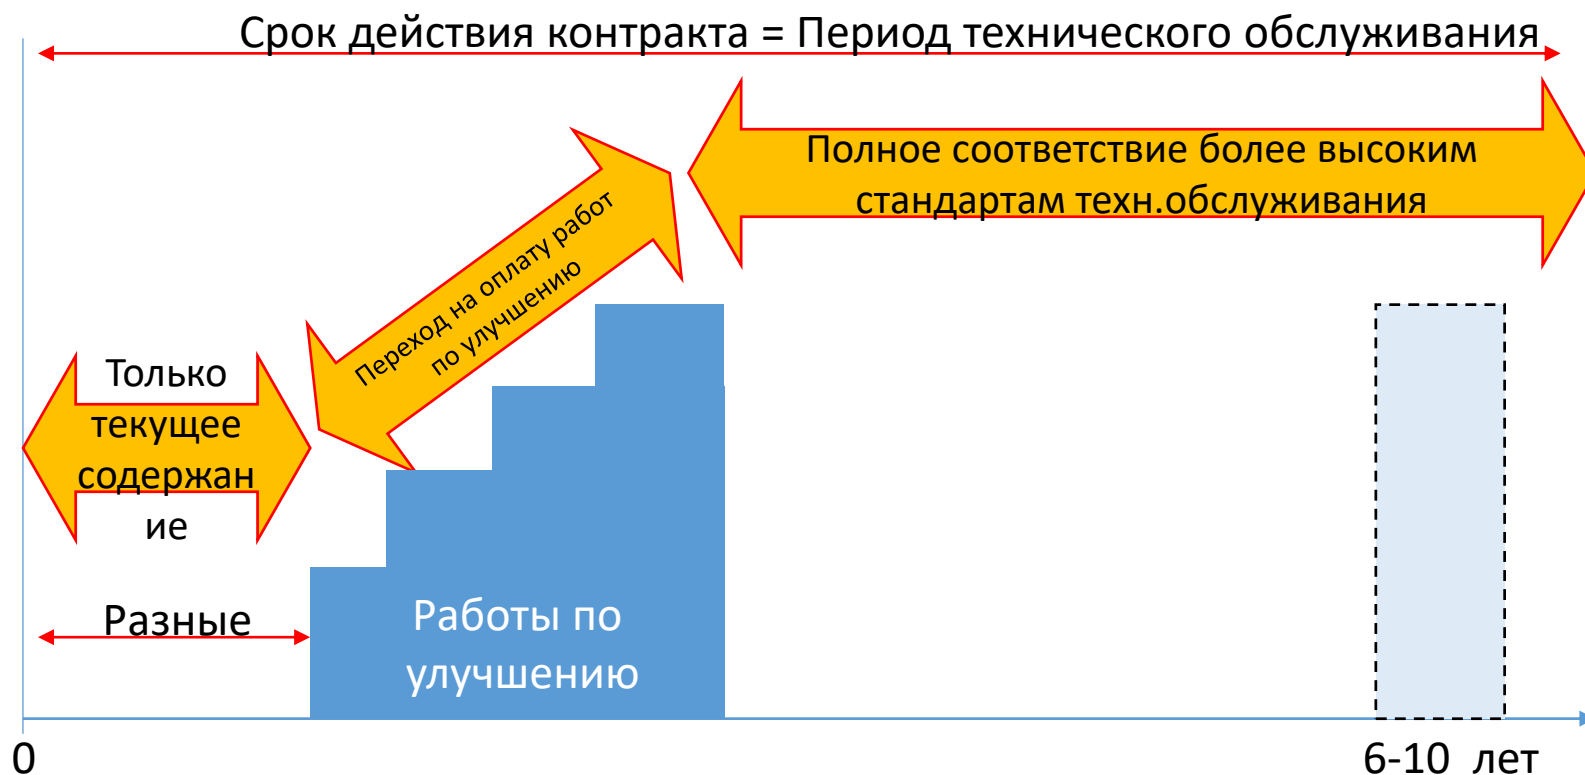 Срок действия контракта = Период технического обслуживания
Полное соответствие более высоким
стандартам техн.обслуживания
Переход на оплату работ
по улучшению
Только
текущее
содержан
ие
Разные
Работы по
улучшению
0
6-10 лет